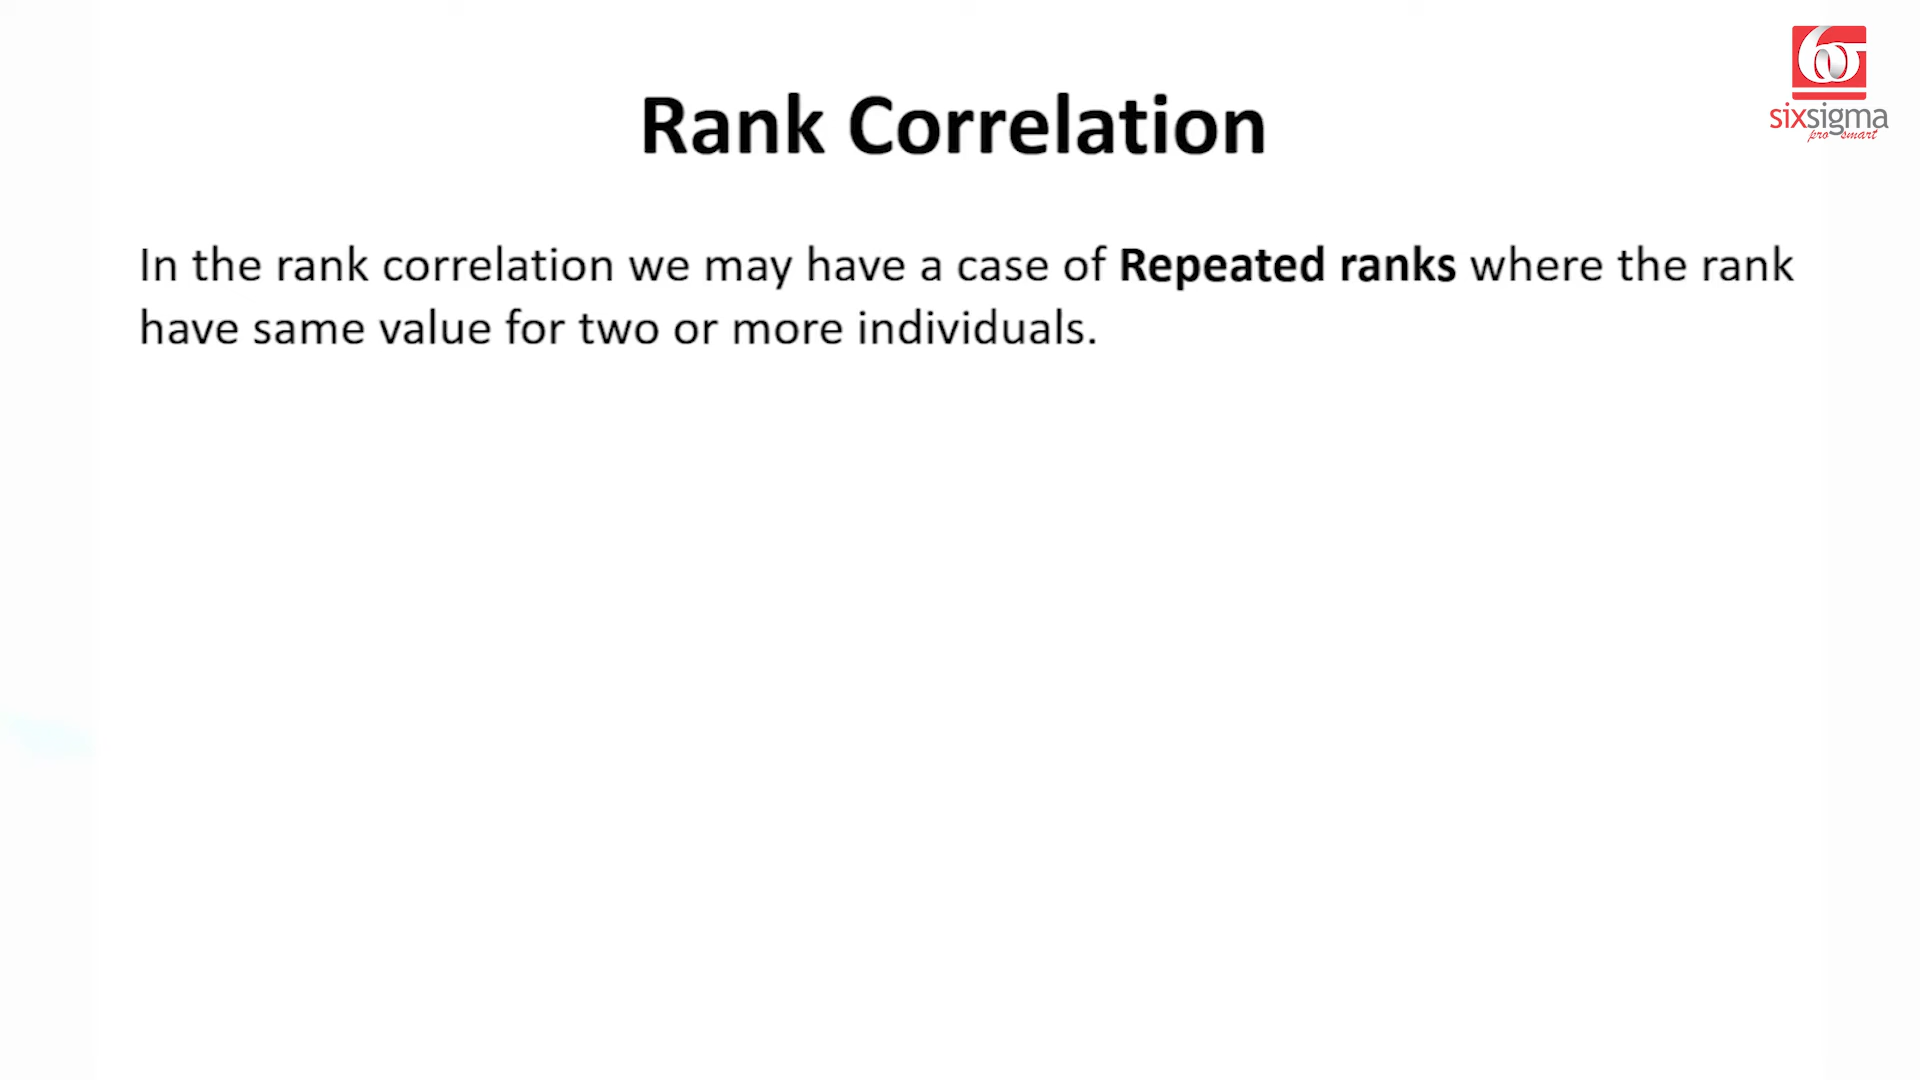 sixsigma
pro smart
Rank Correlation
In the rank correlation we may have a case of Repeated ranks where the rank
have same value for two or more individuals.